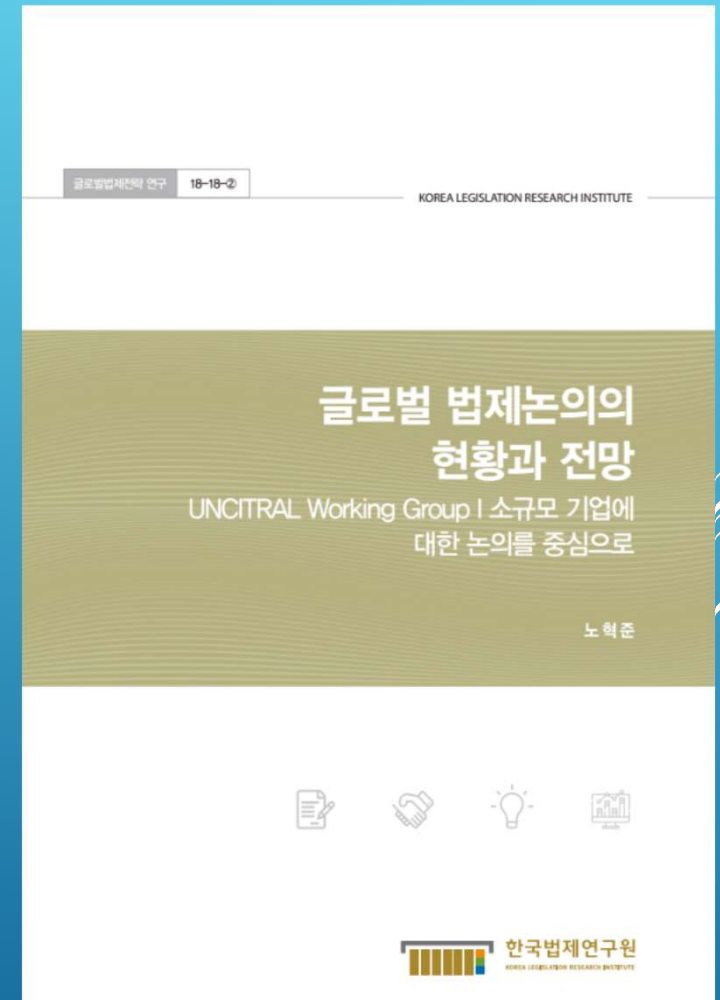 글로벌법제전략 연구 18-18-②
KOREA LEGISLATION RESEARCH INSTITUTE
글로벌 법제논의의
현황과 전망
UNCITRAL Working Group I 소규모 기업에
대한 논의를 중심으로
노혁준
한국법제연구원
KOREA LEGISLATION RESEARCH INSTITUTE